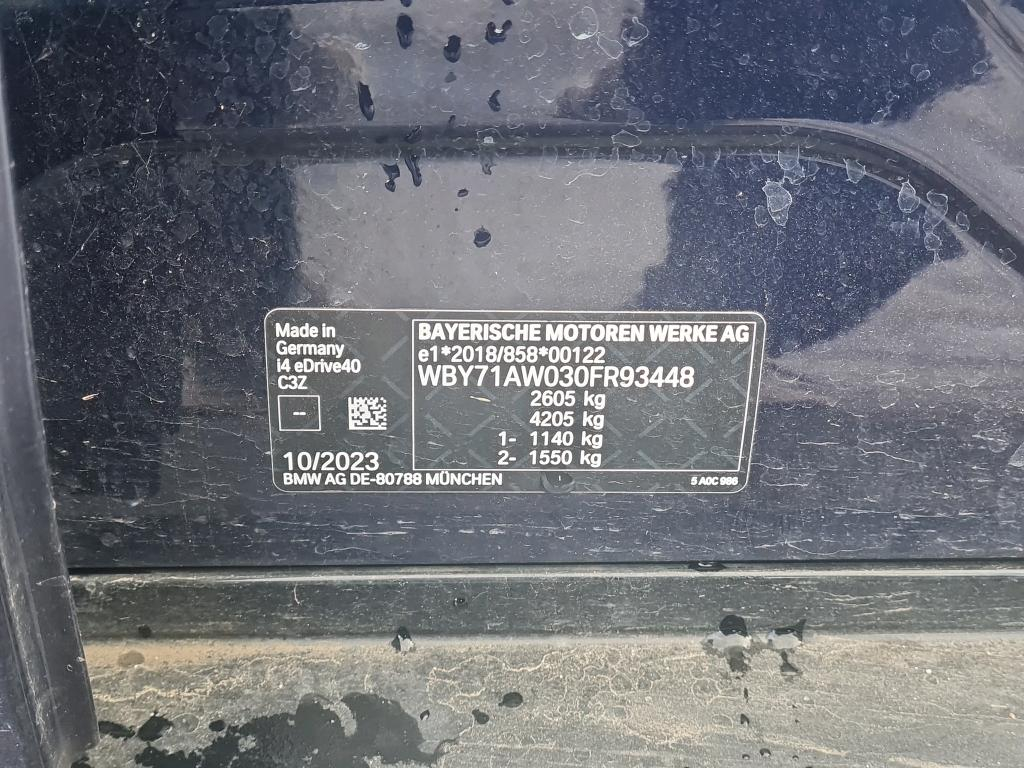 Made in
Germany
i4 eDrive40
C3Z
--
10/2023
BAYERISCHE MOTOREN WERKE AG
e1*2018/858*00122
WBY71AW030FR93448
2605 kg
4205 kg
1- 1140 kg
2- 1550 kg
BMW AG DE-80788 MÜNCHEN
5 A0C 986